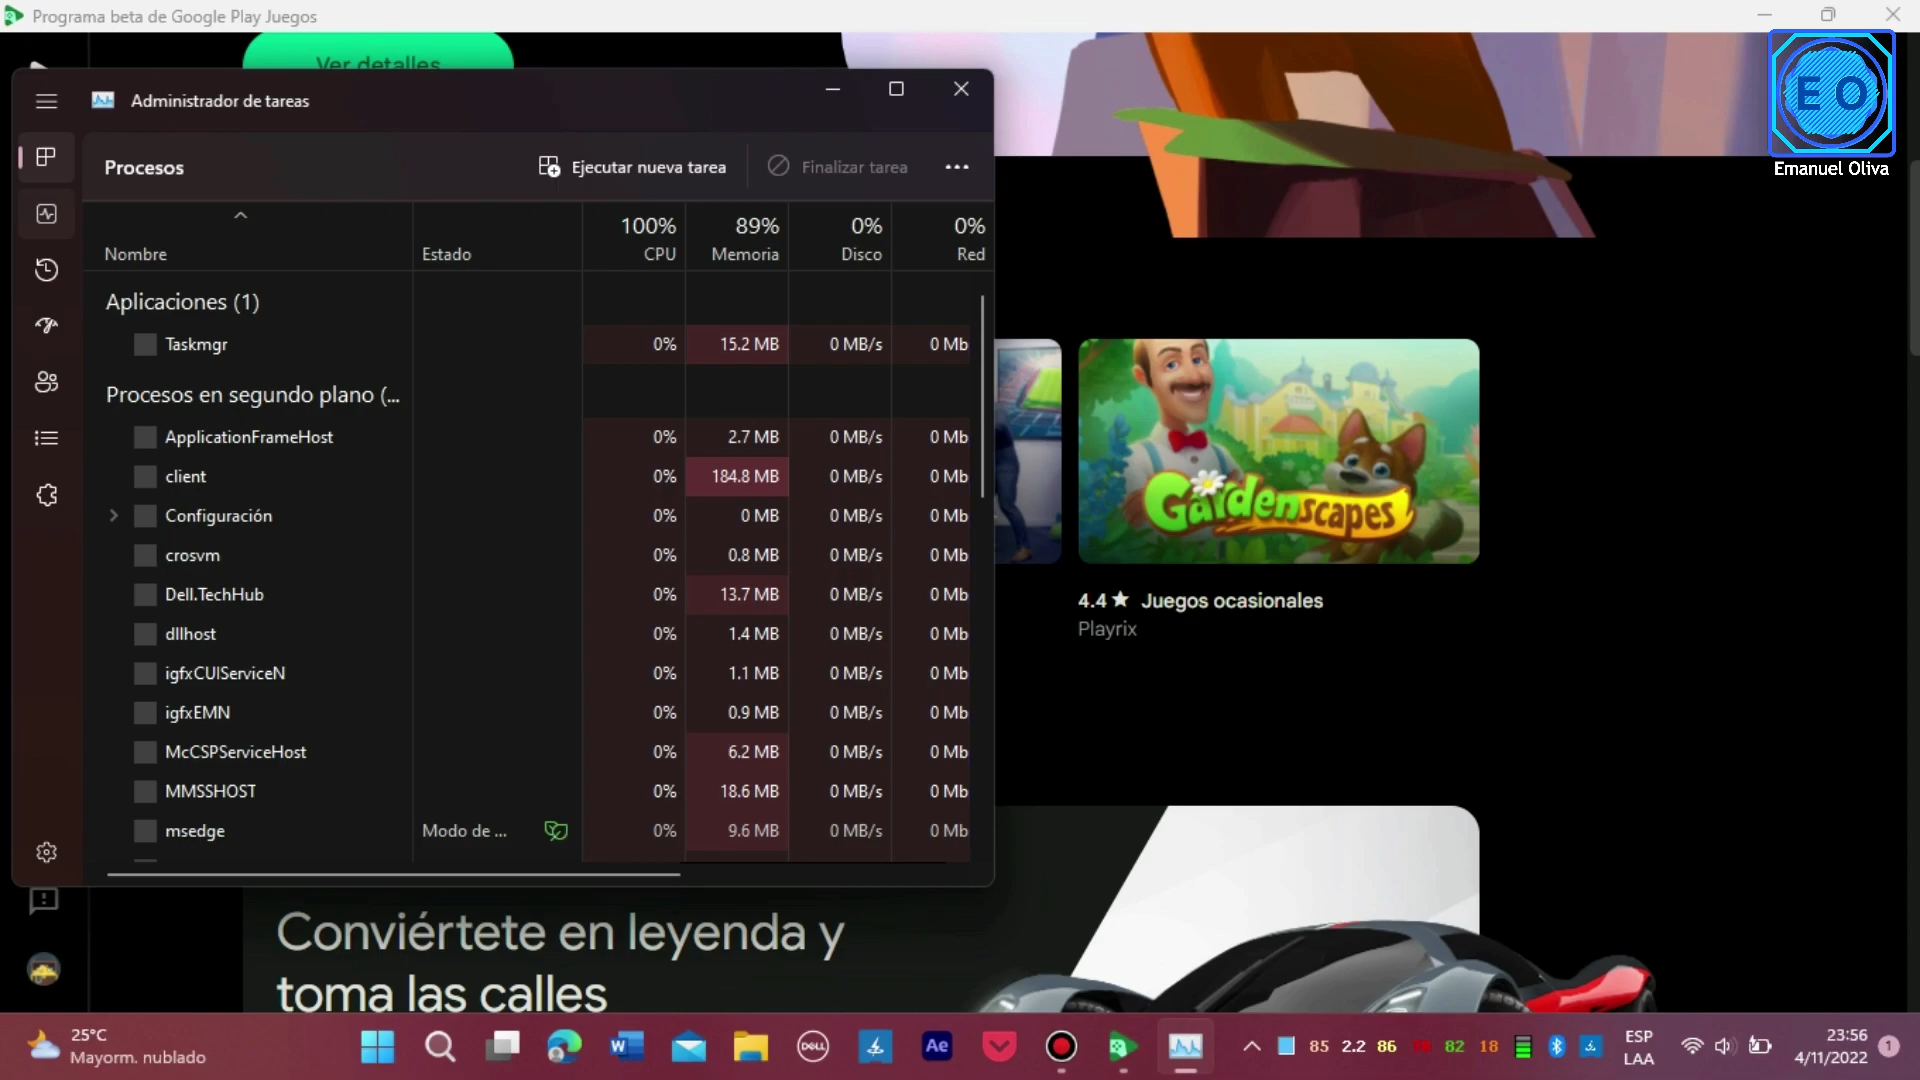 Programa beta de Google Play Juegos
Ver detalles
E O
Emanuel Oliva
Administrador de tareas
Procesos
Ejecutar nueva tarea
Finalizar tarea
100% 89% 0% 0%
Nombre Estado CPU Memoria Disco Red
Aplicaciones (1)
Taskmgr 0% 15.2 MB 0 MB/s 0 Mb
Procesos en segundo plano (...
ApplicationFrameHost 0% 2.7 MB 0 MB/s 0 Mb
client 0% 184.8 MB 0 MB/s 0 Mb
Configuración 0% 0 MB 0 MB/s 0 Mb
crosvm 0% 0.8 MB 0 MB/s 0 Mb
Dell.TechHub 0% 13.7 MB 0 MB/s 0 Mb
dllhost 0% 1.4 MB 0 MB/s 0 Mb
igfxCUIServiceN 0% 1.1 MB 0 MB/s 0 Mb
igfxEMN 0% 0.9 MB 0 MB/s 0 Mb
McCSPServiceHost 0% 6.2 MB 0 MB/s 0 Mb
MMSSHOST 0% 18.6 MB 0 MB/s 0 Mb
msedge Modo de ... 0% 9.6 MB 0 MB/s 0 Mb
Gardenscapes
4.4★ Juegos ocasionales
Playrix
Conviértete en leyenda y
toma las calles
25°C
Mayorm. nublado
DELL
Ae
85 2.2 86 82 18
ESP
LAA
23:56
4/11/2022
1